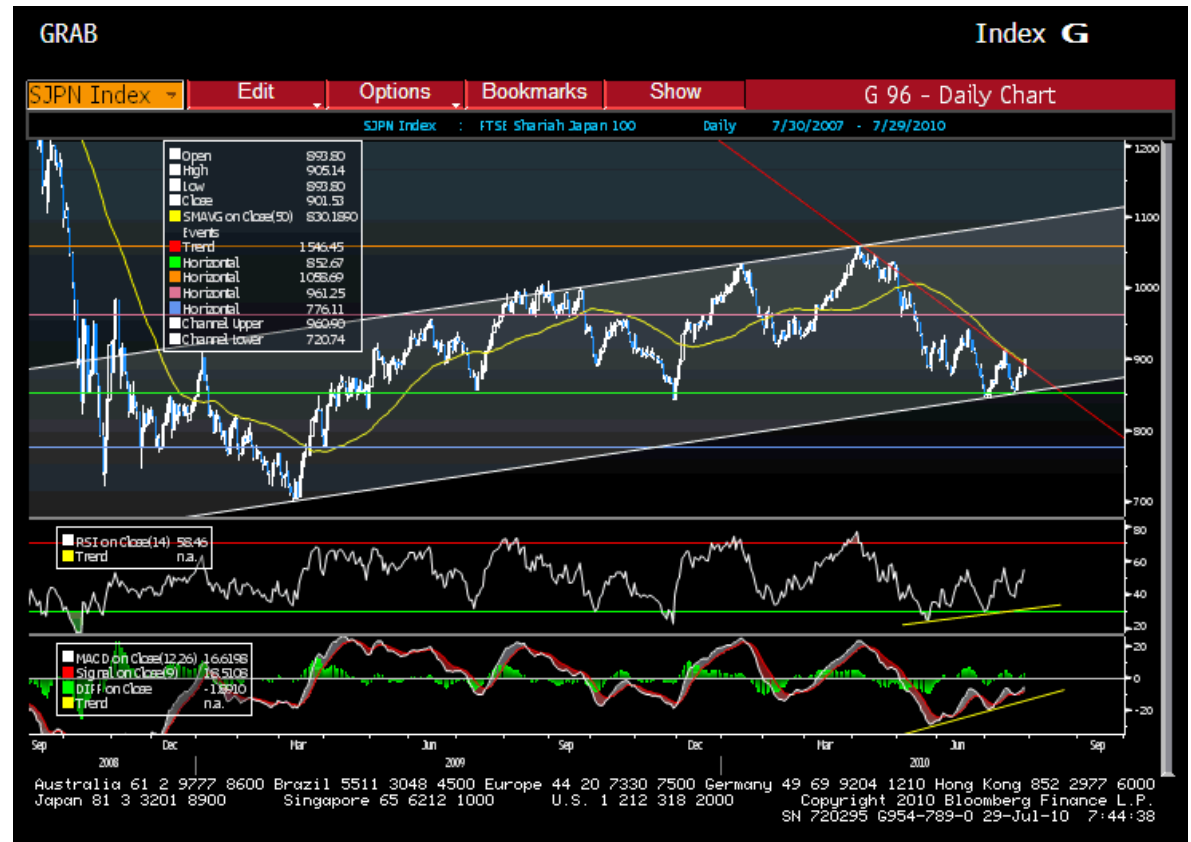 GRAB Index G
SJPN Index Edit Options Bookmarks Show G 96 - Daily Chart
SJPN Index : FTSE Shariah Japan 100 Daily 7/30/2007 - 7/29/2010
Open 893.80
High 905.14
Low 893.80
Close 901.53
SMAVG on Close(50) 830.1890
Events
Trend 1546.45
Horizontal 852.67
Horizontal 1058.69
Horizontal 961.25
Horizontal 776.11
Channel Upper 960.90
Channel Lower 720.74
1200
1100
1000
900
800
700
RSI on Close(14) 58.46
Trend n.a.
80
60
40
20
MACD on Close(12,26) 16.6198
Signal on Close(9) 18.5108
DIFF on Close -1.8910
Trend n.a.
20
0
-20
Sep Dec Mar Jun Sep Dec Mar Jun Sep
2008 2009 2010
Australia 61 2 9777 8600 Brazil 5511 3048 4500 Europe 44 20 7330 7500 Germany 49 69 9204 1210 Hong Kong 852 2977 6000
Japan 81 3 3201 8900 Singapore 65 6212 1000 U.S. 1 212 318 2000 Copyright 2010 Bloomberg Finance L.P.
SN 720295 G954-789-0 29-Jul-10 7:44:38